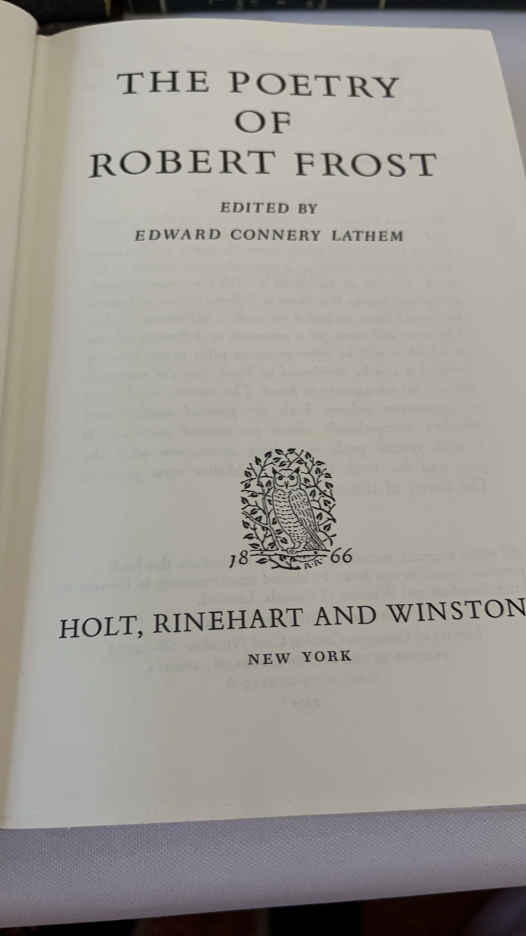 THE POETRY
OF
ROBERT FROST
EDITED BY
EDWARD CONNERY LATHEM
18 66
HOLT, RINEHART AND WINSTON
NEW YORK